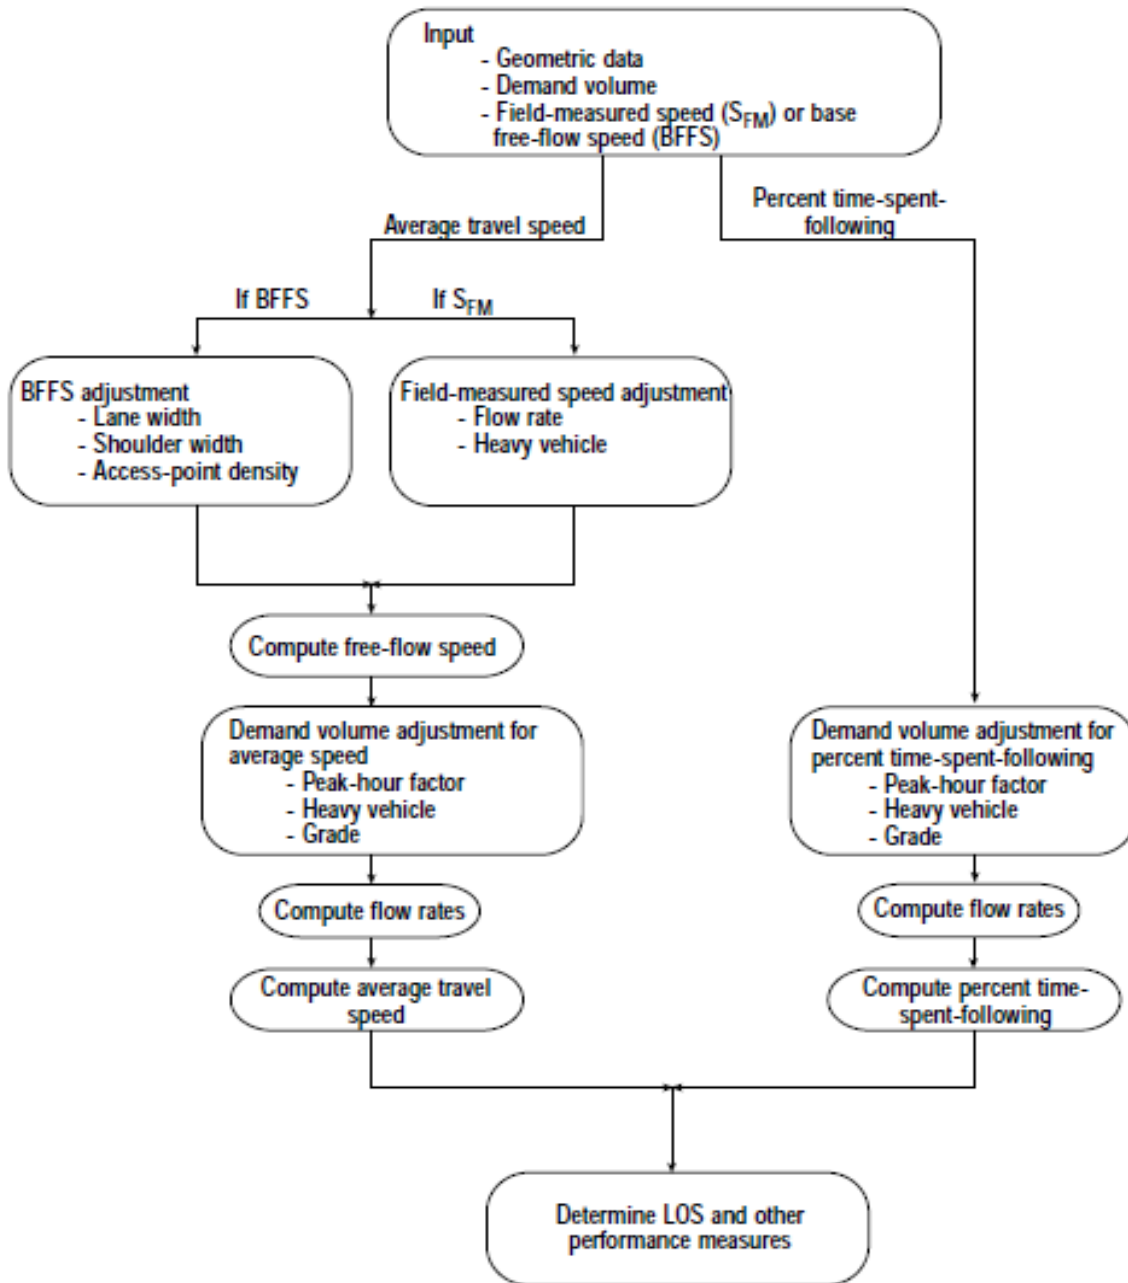 Input
- Geometric data
- Demand volume
- Field-measured speed (S_FM) or base
free-flow speed (BFFS)
Average travel speed
Percent time-spent-
following
If BFFS
If S_FM
BFFS adjustment
- Lane width
- Shoulder width
- Access-point density
Field-measured speed adjustment
- Flow rate
- Heavy vehicle
Compute free-flow speed
Demand volume adjustment for
average speed
- Peak-hour factor
- Heavy vehicle
- Grade
Demand volume adjustment for
percent time-spent-following
- Peak-hour factor
- Heavy vehicle
- Grade
Compute flow rates
Compute flow rates
Compute average travel
speed
Compute percent time-
spent-following
Determine LOS and other
performance measures